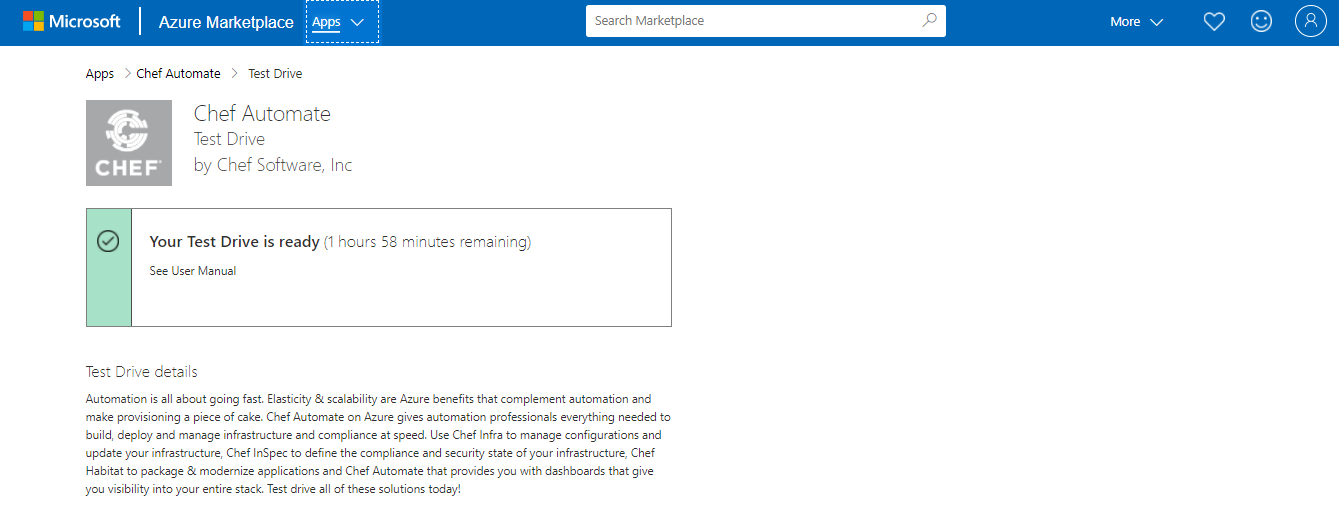 Microsoft Azure Marketplace Apps Search Marketplace More
Apps > Chef Automate > Test Drive
CHEF
Chef Automate
Test Drive
by Chef Software, Inc
Your Test Drive is ready (1 hours 58 minutes remaining)
See User Manual
Test Drive details
Automation is all about going fast. Elasticity & scalability are Azure benefits that complement automation and
make provisioning a piece of cake. Chef Automate on Azure gives automation professionals everything needed to
build, deploy and manage infrastructure and compliance at speed. Use Chef Infra to manage configurations and
update your infrastructure, Chef InSpec to define the compliance and security state of your infrastructure, Chef
Habitat to package & modernize applications and Chef Automate that provides you with dashboards that give
you visibility into your entire stack. Test drive all of these solutions today!